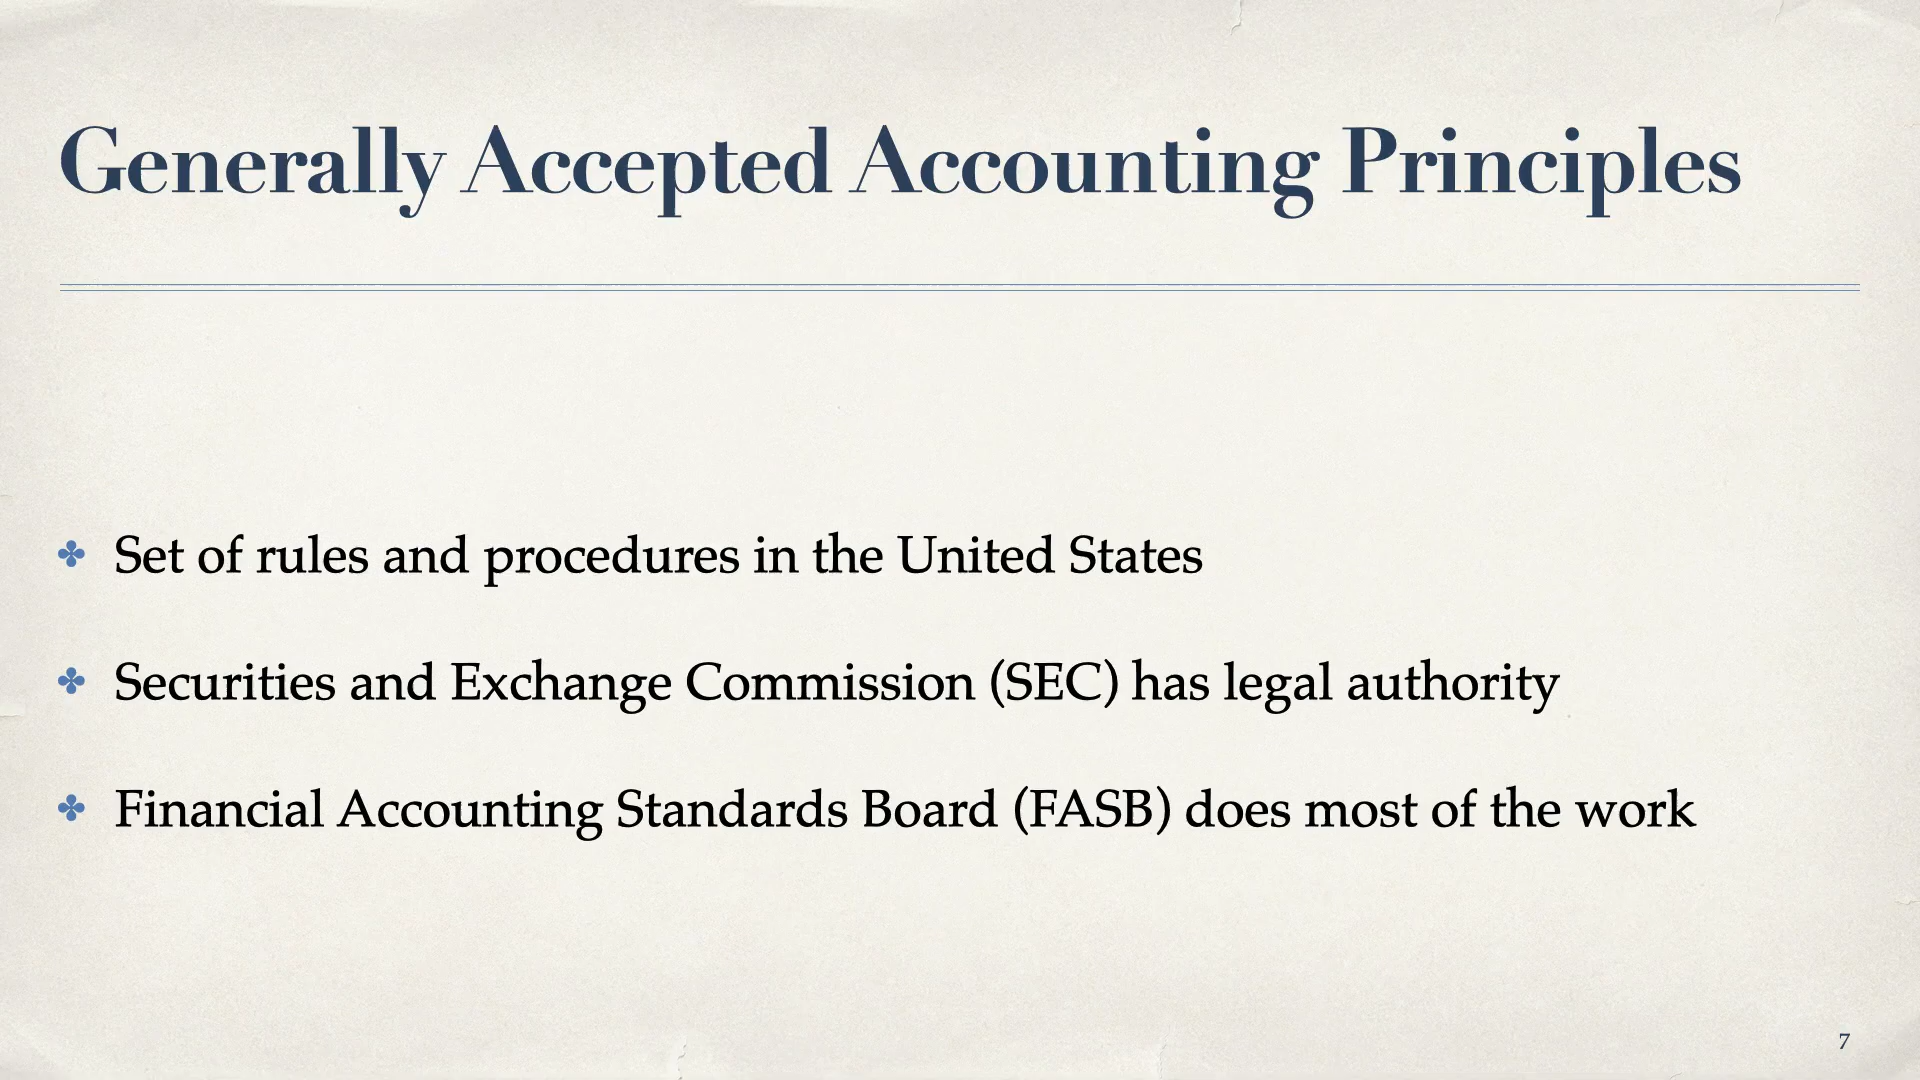 Generally Accepted Accounting Principles
Set of rules and procedures in the United States
Securities and Exchange Commission (SEC) has legal authority
Financial Accounting Standards Board (FASB) does most of the work
7